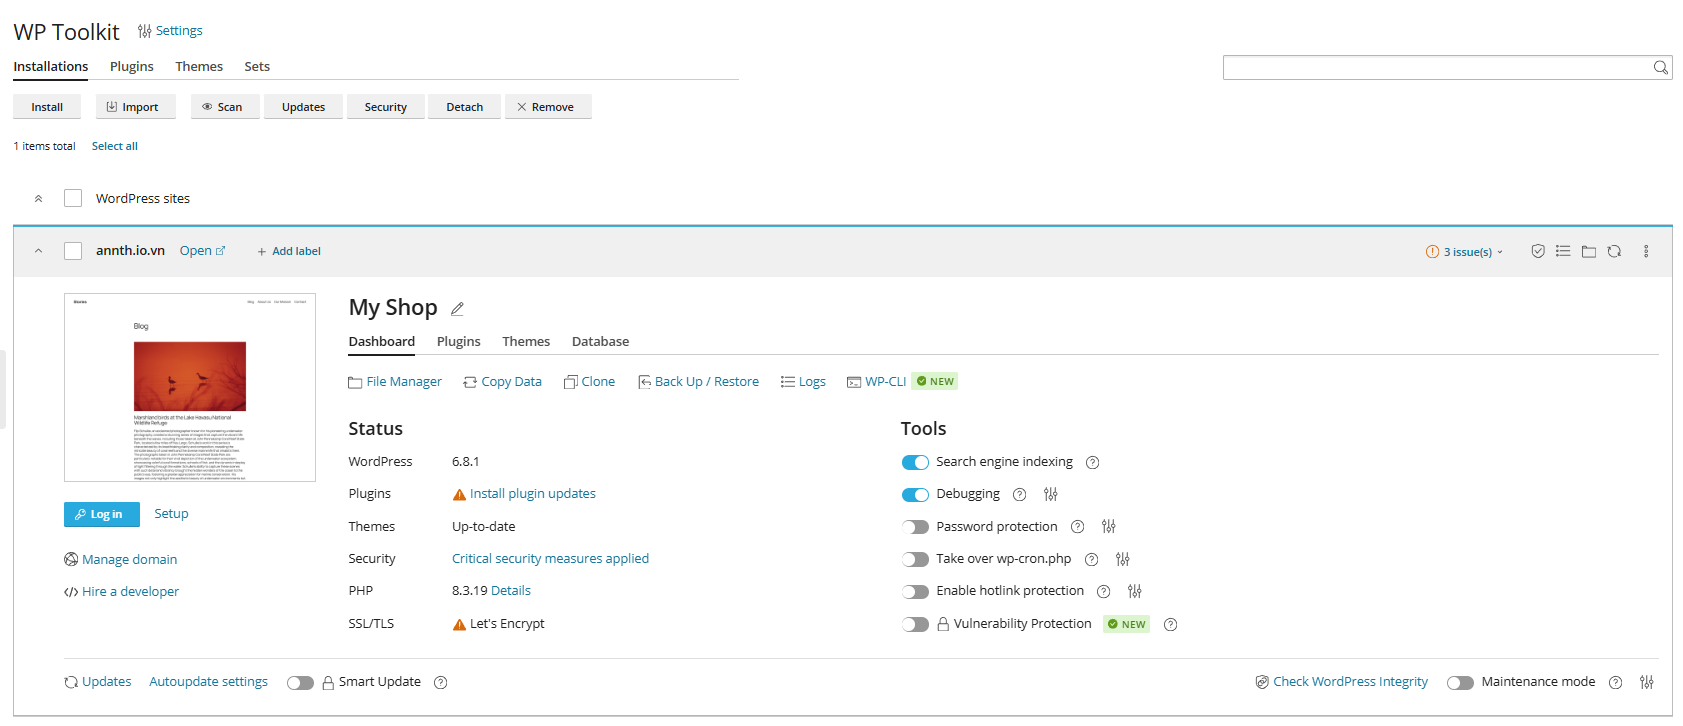 WP Toolkit Settings
Installations Plugins Themes Sets
Install Import Scan Updates Security Detach Remove
1 items total Select all
WordPress sites
annth.io.vn Open + Add label 3 issue(s)
My Shop
Dashboard Plugins Themes Database
File Manager Copy Data Clone Back Up / Restore Logs WP-CLI NEW
Blog
Marshland birds at the Lake Havasu National
Wildlife Refuge
Log in Setup
Manage domain
Hire a developer
Status
WordPress 6.8.1
Plugins Install plugin updates
Themes Up-to-date
Security Critical security measures applied
PHP 8.3.19 Details
SSL/TLS Let's Encrypt
Tools
Search engine indexing
Debugging
Password protection
Take over wp-cron.php
Enable hotlink protection
Vulnerability Protection NEW
Updates Autoupdate settings Smart Update Check WordPress Integrity Maintenance mode